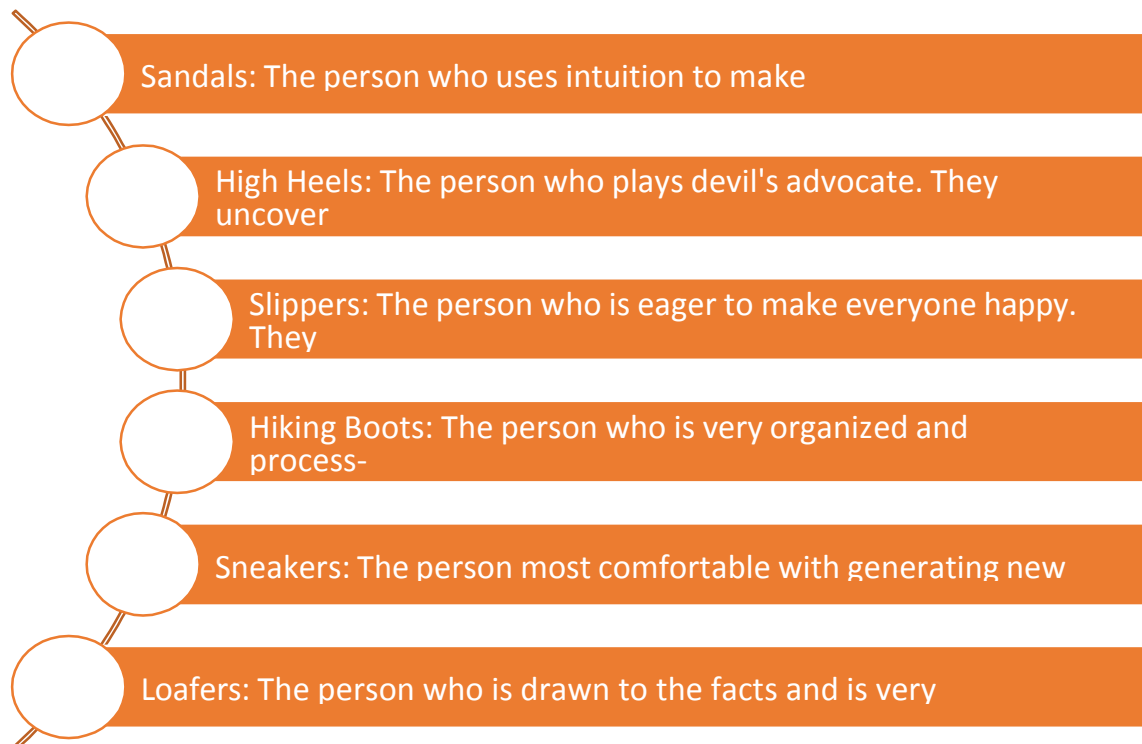 Sandals: The person who uses intuition to make
High Heels: The person who plays devil's advocate. They
uncover
Slippers: The person who is eager to make everyone happy.
They
Hiking Boots: The person who is very organized and
process-
Sneakers: The person most comfortable with generating new
Loafers: The person who is drawn to the facts and is very